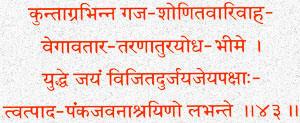 कुन्ताग्रभिन्न गज-शोणितवारिवाह-
वेगावतार-तरणातुरयोध-भीमे ।
युद्धे जयं विजितदुर्जयजेयपक्षाः-
त्वत्पाद-पंकजवनाश्रयिणो लभन्ते ॥४३॥